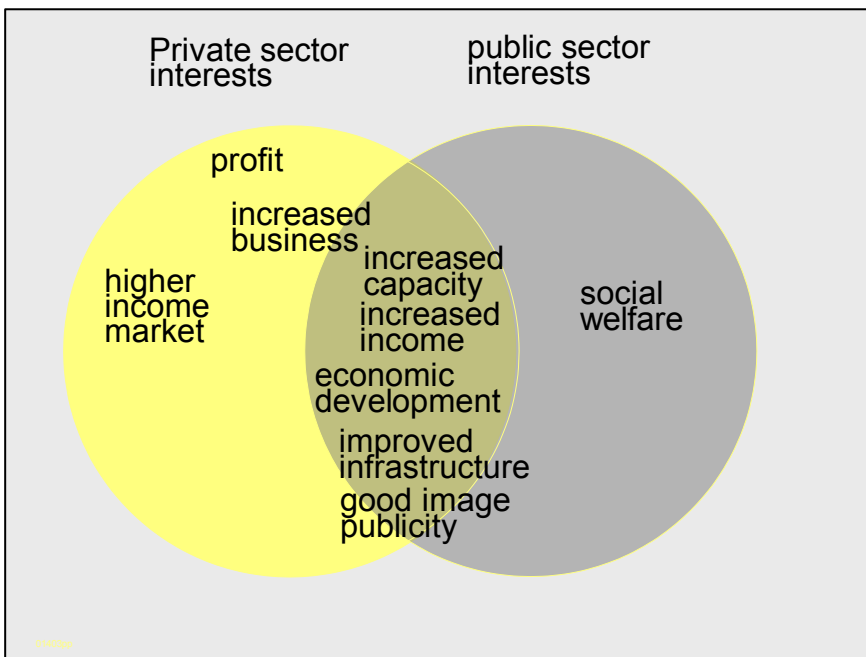 Private sector
interests
public sector
interests
profit
increased
business
higher
income
market
increased
capacity
increased
income
economic
development
improved
infrastructure
good image
publicity
social
welfare